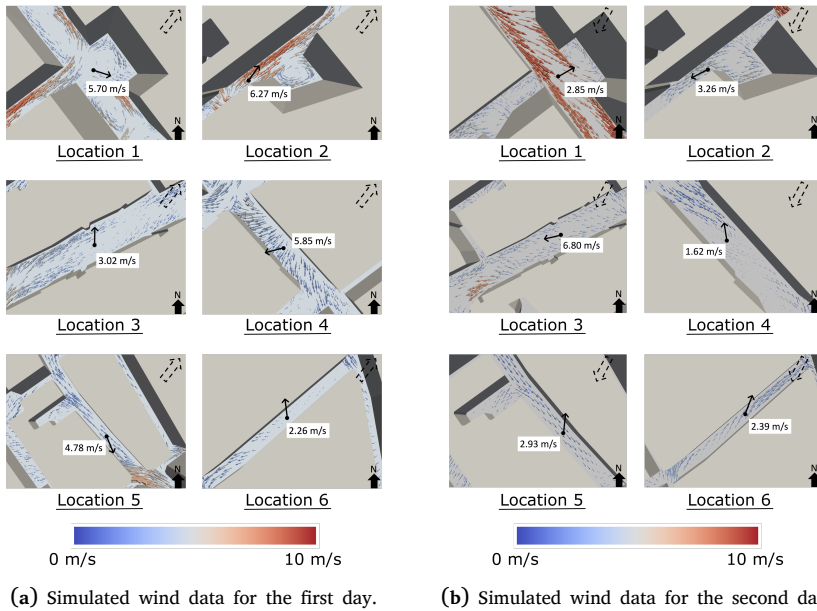 5.70 m/s
N
Location 1
6.27 m/s
N
Location 2
3.02 m/s
N
Location 3
5.85 m/s
N
Location 4
4.78 m/s
N
Location 5
2.26 m/s
N
Location 6
0 m/s
10 m/s
(a) Simulated wind data for the first day.
2.85 m/s
N
Location 1
3.26 m/s
N
Location 2
6.80 m/s
N
Location 3
1.62 m/s
N
Location 4
2.93 m/s
N
Location 5
2.39 m/s
N
Location 6
0 m/s
10 m/s
(b) Simulated wind data for the second da